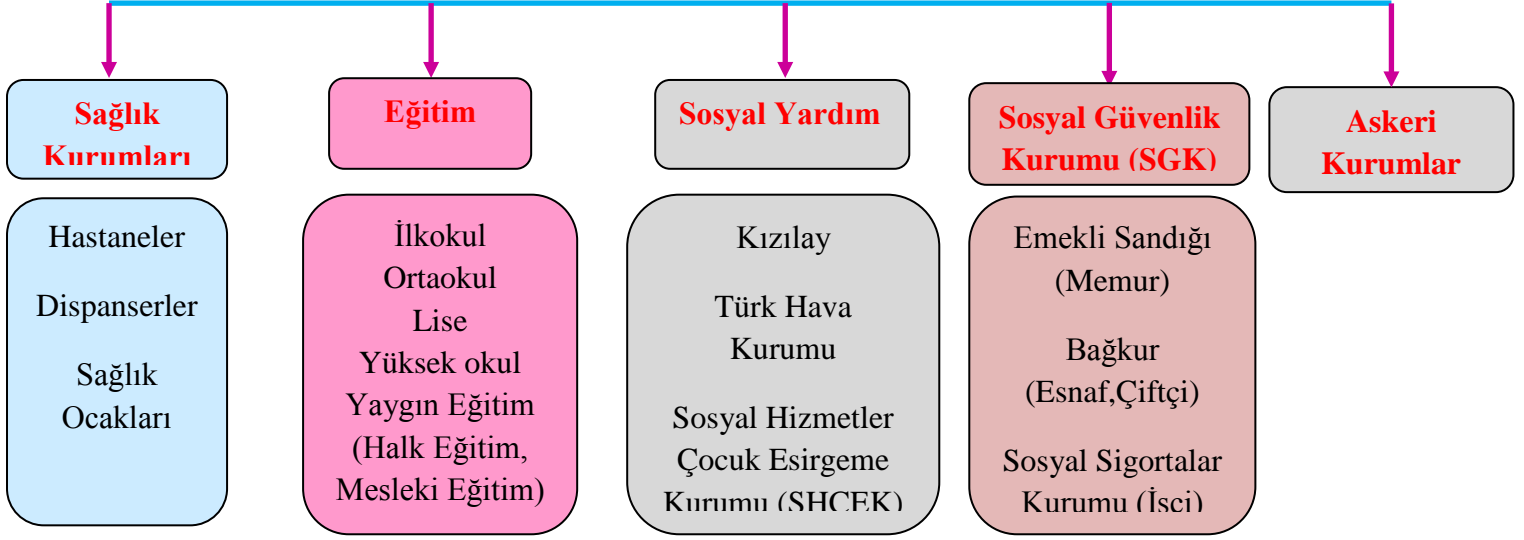 Sağlık
Kurumları
Eğitim
Sosyal Yardım
Sosyal Güvenlik
Kurumu (SGK)
Askeri
Kurumlar
Hastaneler
Dispanserler
Sağlık
Ocakları
İlkokul
Ortaokul
Lise
Yüksek okul
Yaygın Eğitim
(Halk Eğitim,
Mesleki Eğitim)
Kızılay
Türk Hava
Kurumu
Sosyal Hizmetler
Çocuk Esirgeme
Kurumu (SHÇEK)
Emekli Sandığı
(Memur)
Bağkur
(Esnaf,Çiftçi)
Sosyal Sigortalar
Kurumu (İşçi)